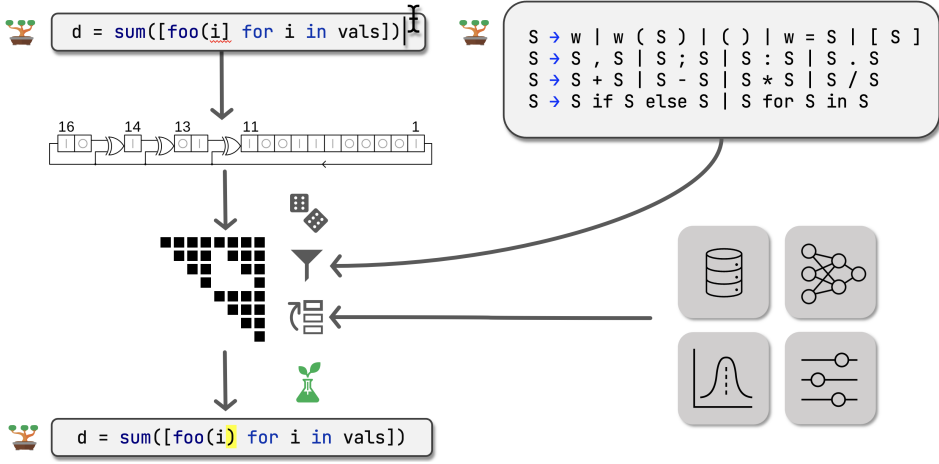 d = sum([foo(i] for i in vals])
S → w | w ( S ) | ( ) | w = S | [ S ]
S → S , S | S ; S | S : S | S . S
S → S + S | S - S | S * S | S / S
S → S if S else S | S for S in S
16 14 13 11 1
| O | O | | O O | | | O O O O |
d = sum([foo(i) for i in vals])